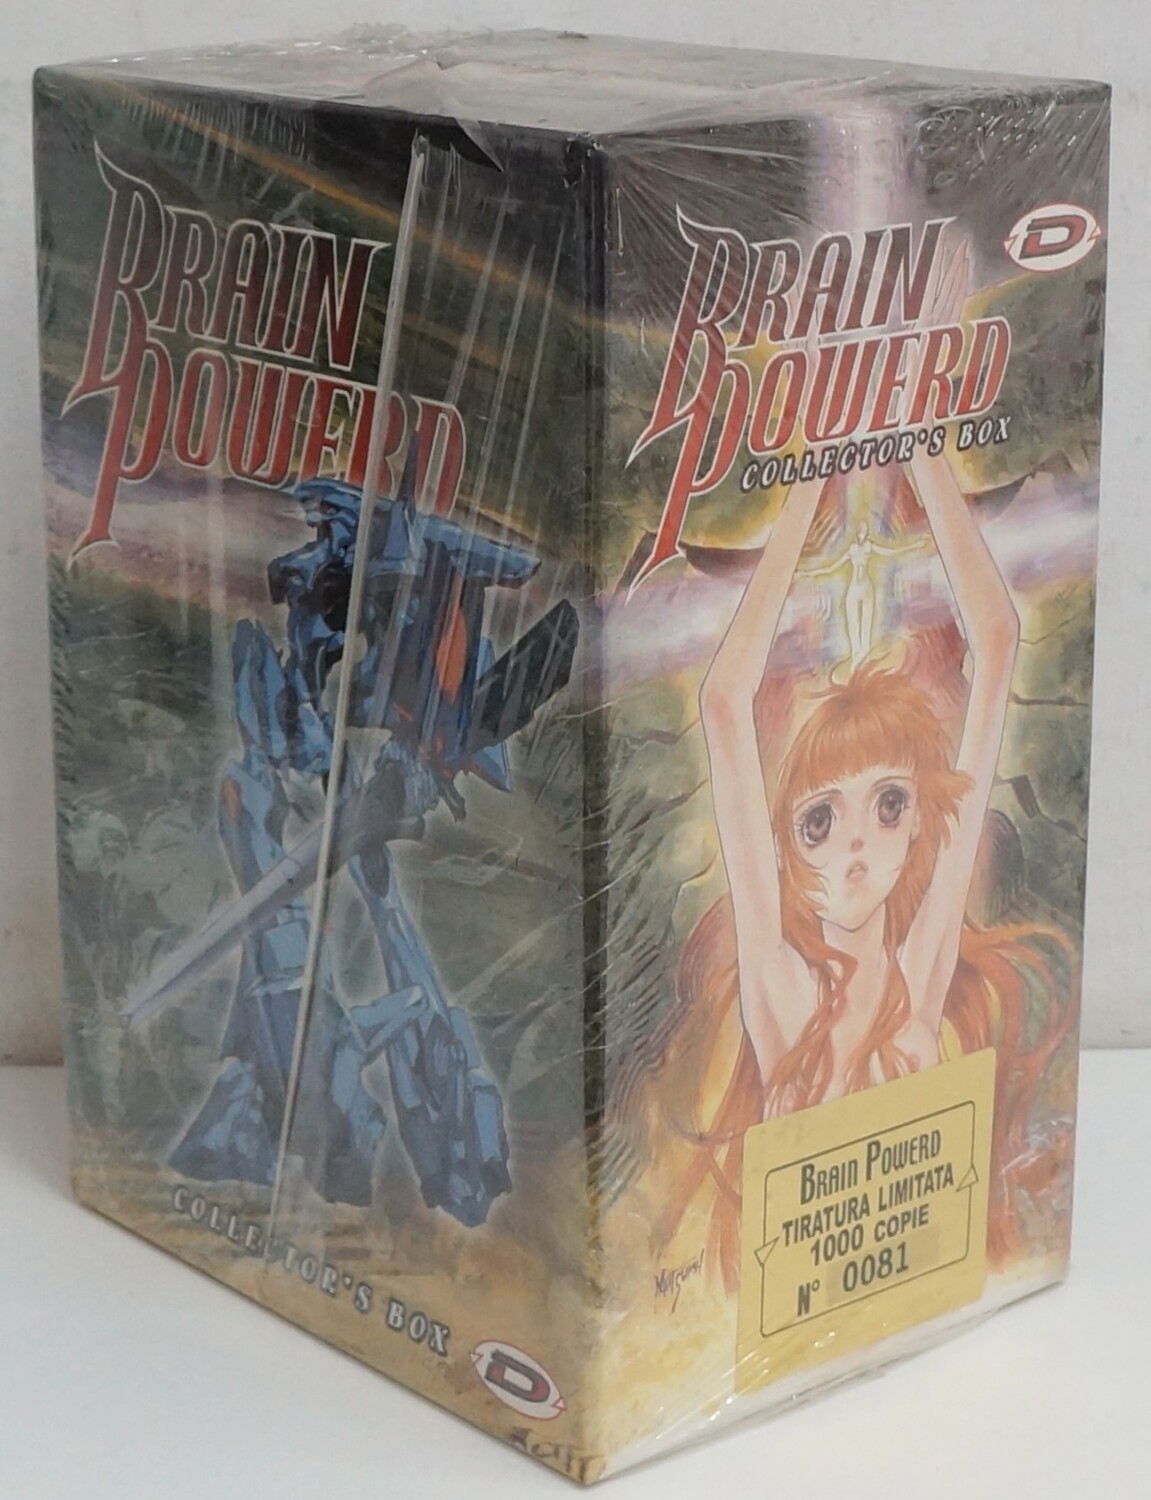 BRAIN
POWERD
COLLECTOR'S BOX
D
BRAIN
POWERD
COLLECTOR'S BOX
D
BRAIN POWERD
TIRATURA LIMITATA
1000 COPIE
N° 0081